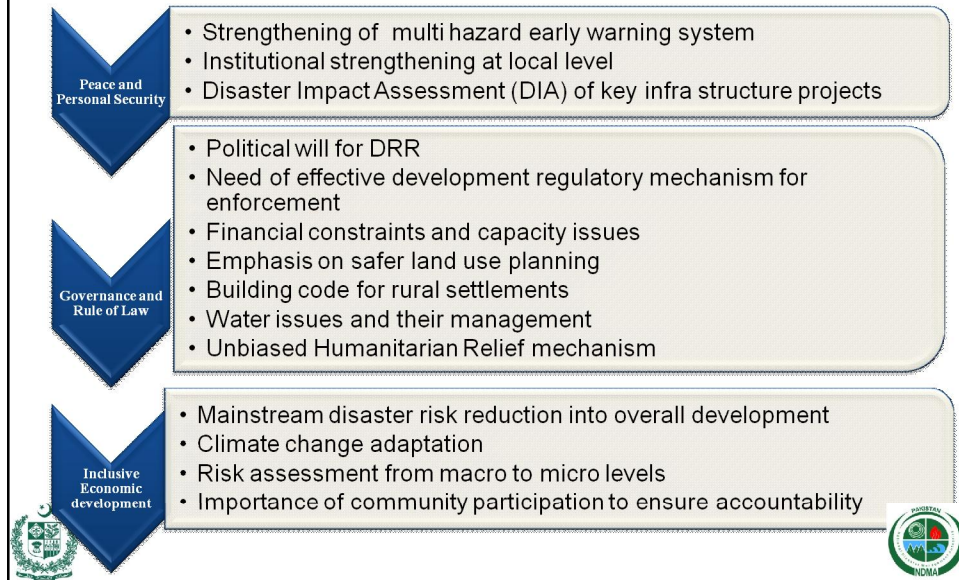 Peace and
Personal Security
• Strengthening of multi hazard early warning system
• Institutional strengthening at local level
• Disaster Impact Assessment (DIA) of key infra structure projects
Governance and
Rule of Law
• Political will for DRR
• Need of effective development regulatory mechanism for
enforcement
• Financial constraints and capacity issues
• Emphasis on safer land use planning
• Building code for rural settlements
• Water issues and their management
• Unbiased Humanitarian Relief mechanism
Inclusive
Economic
development
• Mainstream disaster risk reduction into overall development
• Climate change adaptation
• Risk assessment from macro to micro levels
• Importance of community participation to ensure accountability
PAKISTAN
NDMA